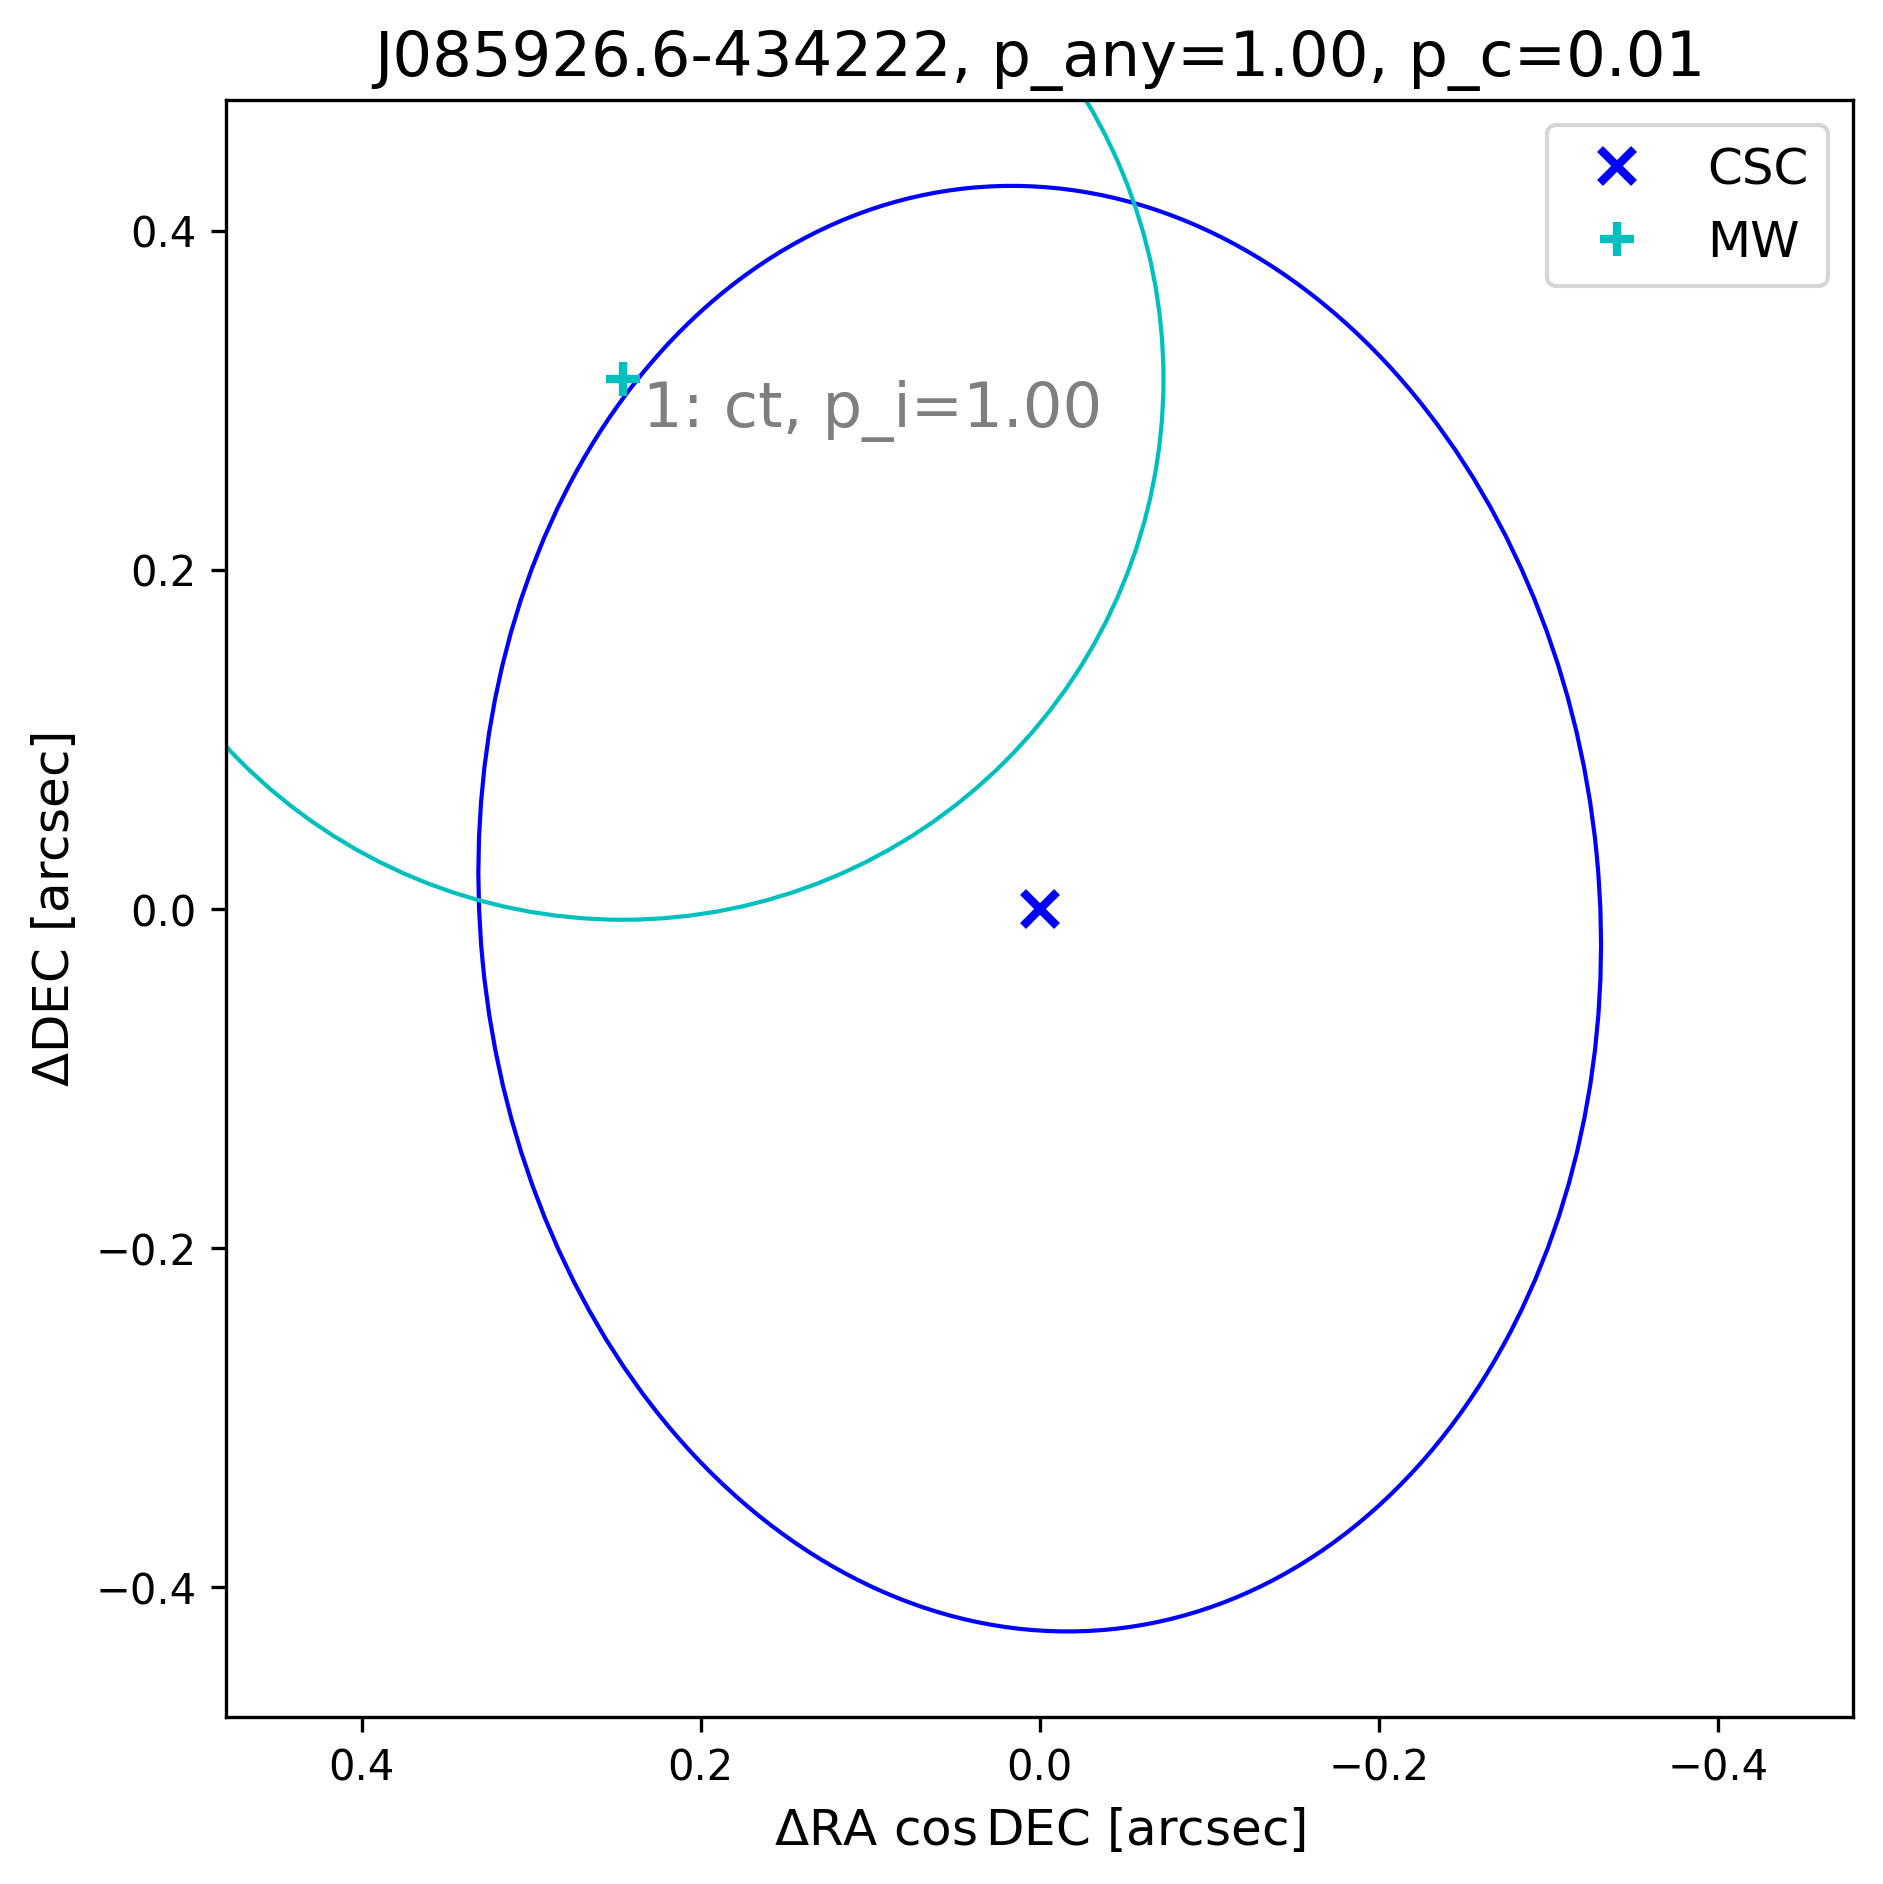 J085926.6-434222, p_any=1.00, p_c=0.01
CSC
MW
1: ct, p_i=1.00
0.4
0.2
0.0
−0.2
−0.4
ΔDEC [arcsec]
0.4 0.2 0.0 −0.2 −0.4
ΔRA cos DEC [arcsec]